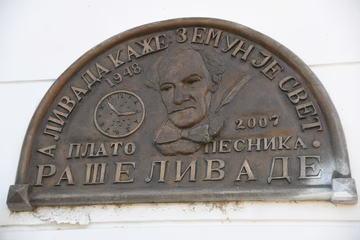 А ЛИВАДА КАЖЕ ЗЕМУН ЈЕ СВЕТ
1948
2007
ПЛАТО ПЕСНИКА
РАШЕ ЛИВАДЕ